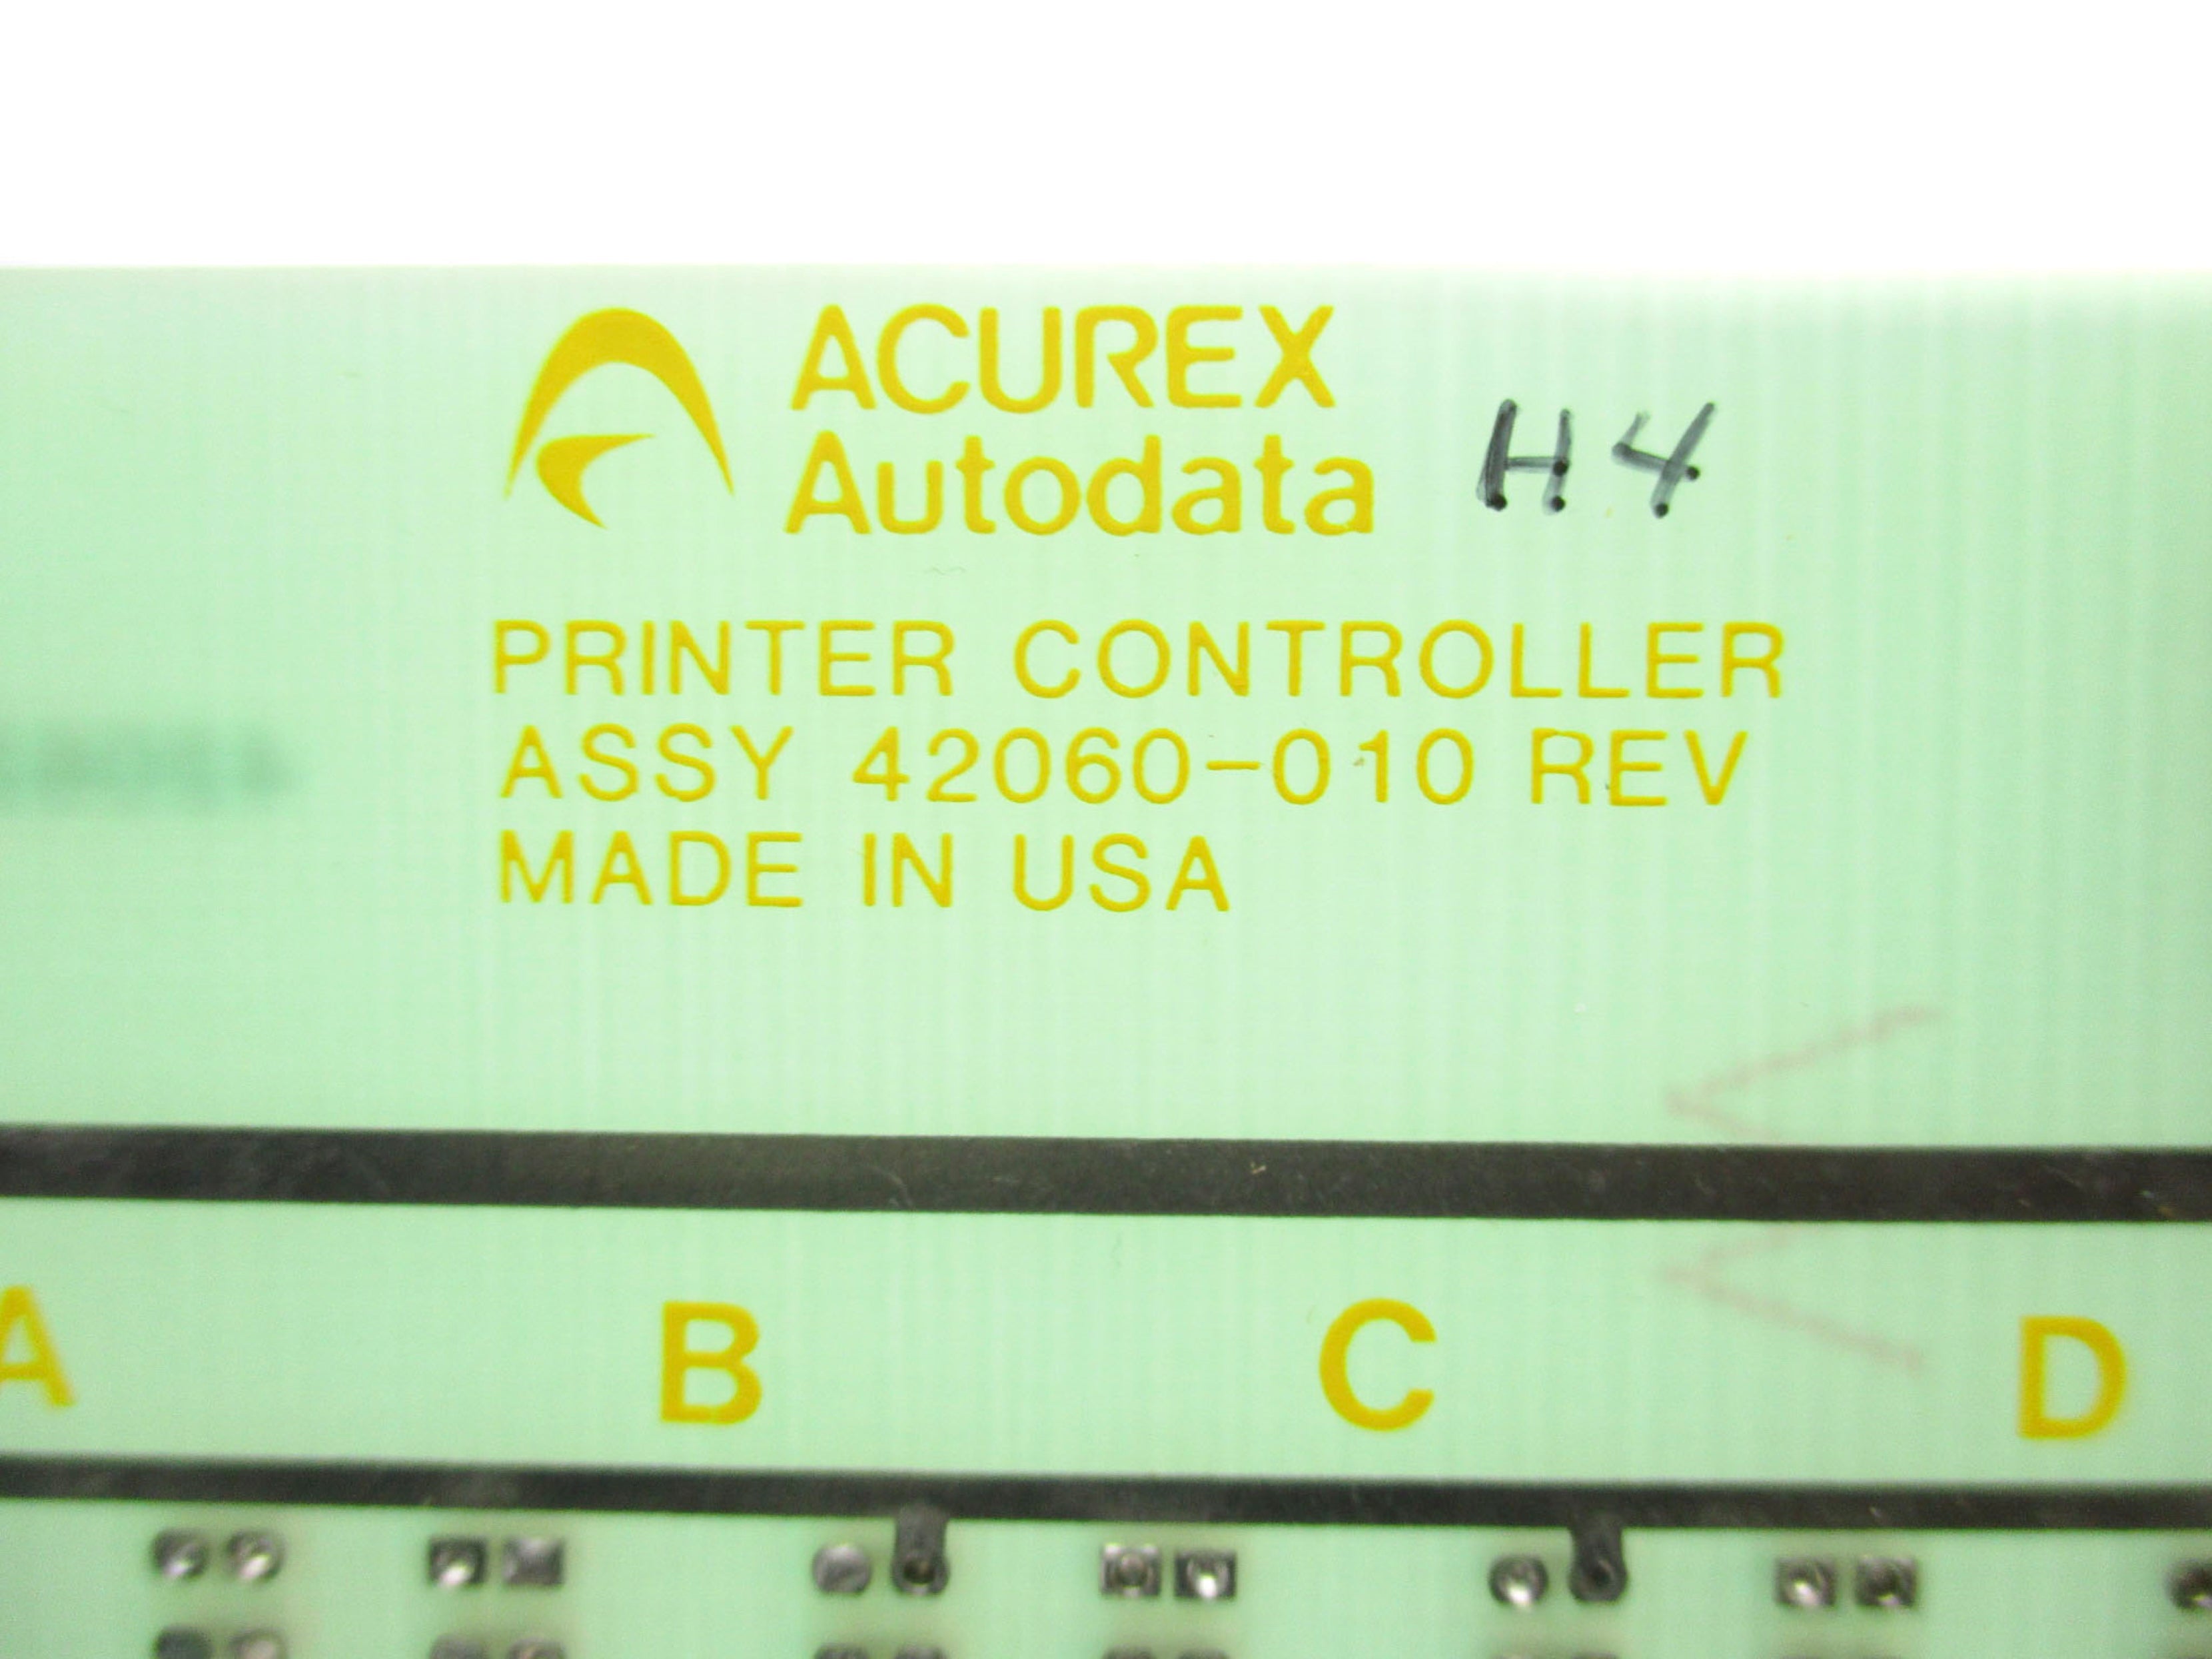 ACUREX
Autodata H4
PRINTER CONTROLLER
ASSY 42060-010 REV
MADE IN USA
A B C D